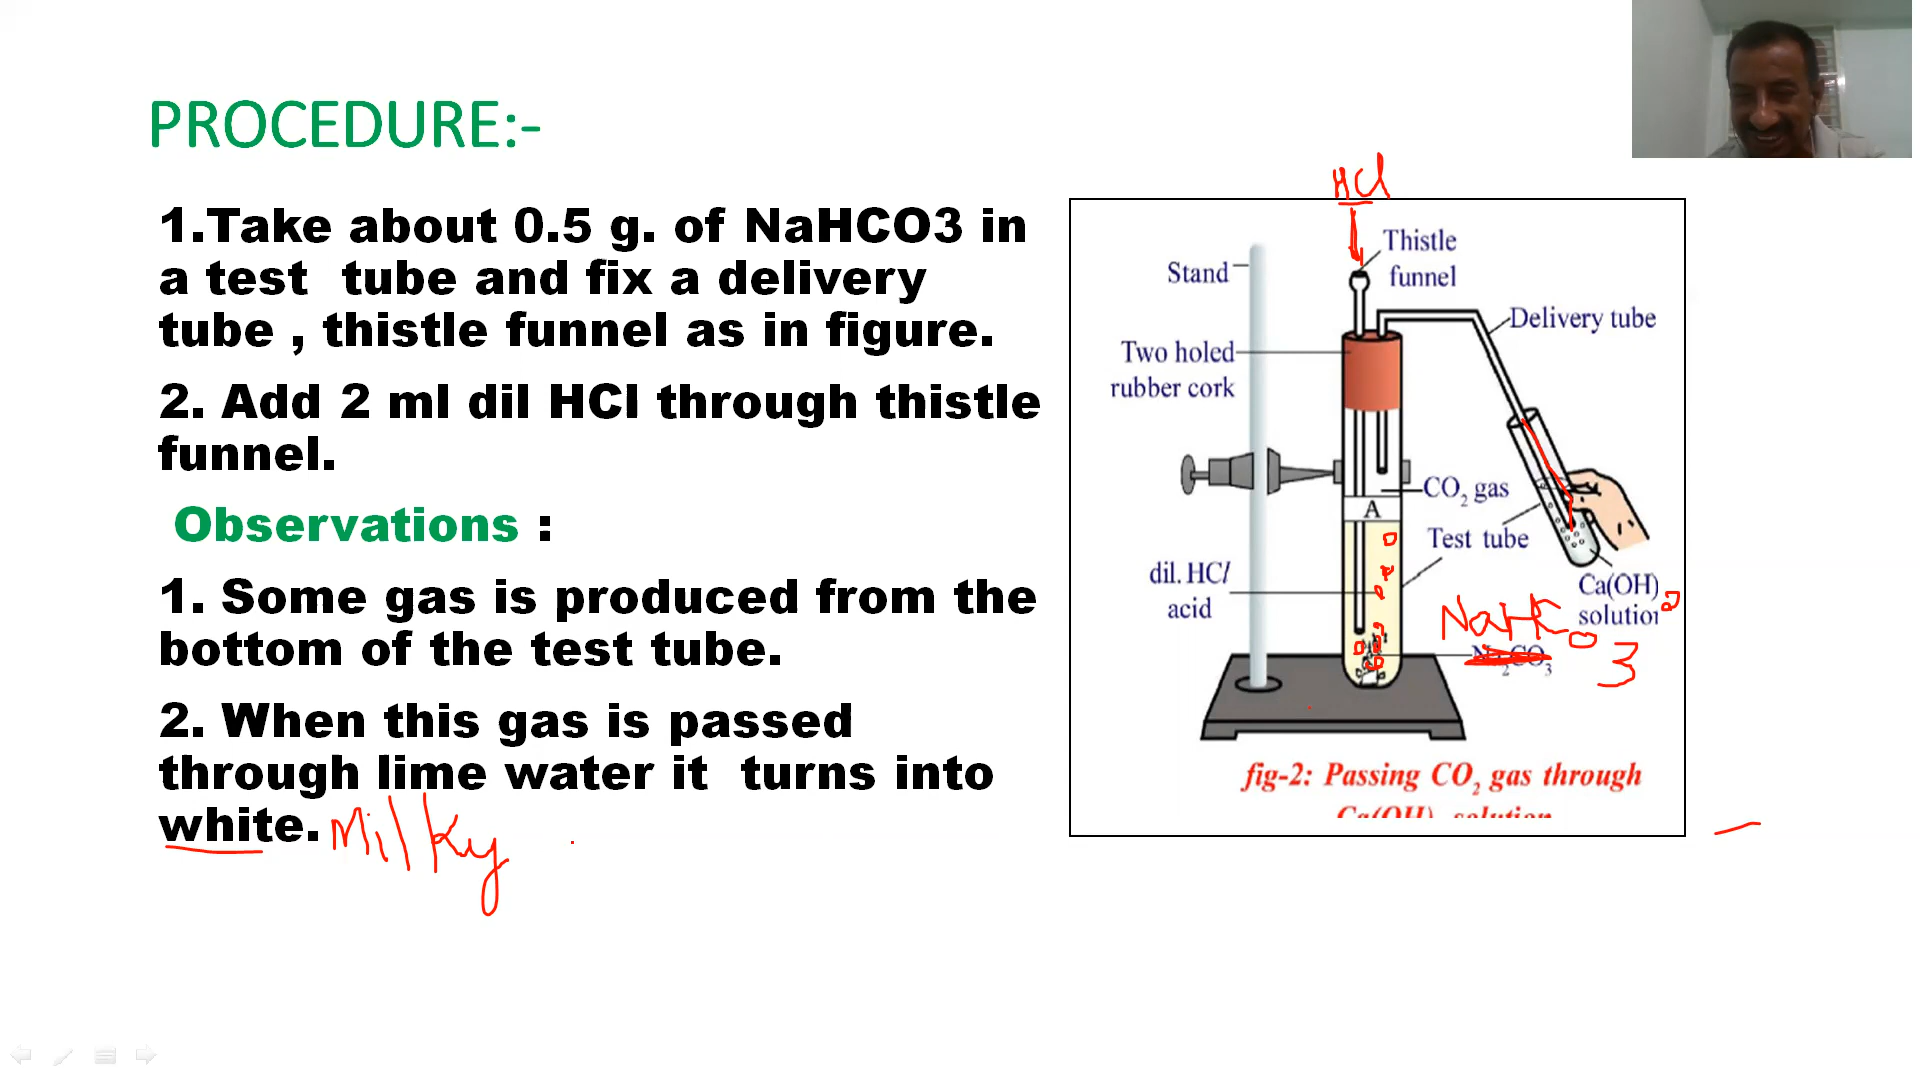 PROCEDURE:-
1.Take about 0.5 g. of NaHCO3 in
a test tube and fix a delivery
tube , thistle funnel as in figure.
2. Add 2 ml dil HCl through thistle
funnel.
Observations :
1. Some gas is produced from the
bottom of the test tube.
2. When this gas is passed
through lime water it turns into
white. Milky
HCl
Thistle
funnel
Stand
Delivery tube
Two holed
rubber cork
CO2 gas
A
Test tube
dil. HCl
acid
Ca(OH)2
solution
NaHCO3
Na2CO3
fig-2: Passing CO2 gas through
Ca(OH)2 solution